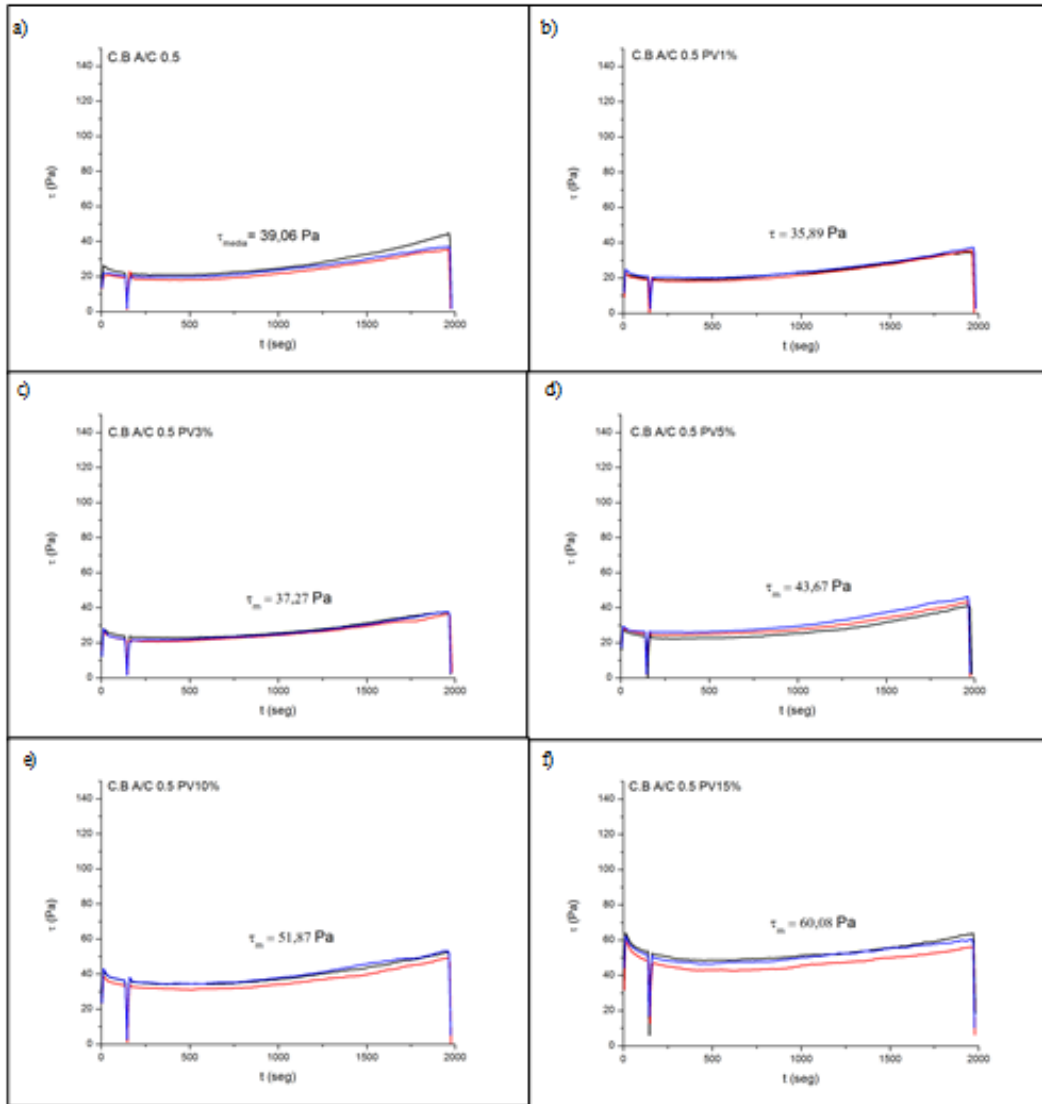 a)
C.B A/C 0.5
140
120
100
80
60
40
20
0
τ (Pa)
τmedia = 39,06 Pa
0 500 1000 1500 2000
t (seg)
b)
C.B A/C 0.5 PV1%
140
120
100
80
60
40
20
0
τ (Pa)
τ = 35,89 Pa
0 500 1000 1500 2000
t (seg)
c)
C.B A/C 0.5 PV3%
140
120
100
80
60
40
20
0
τ (Pa)
τm = 37,27 Pa
0 500 1000 1500 2000
t (seg)
d)
C.B A/C 0.5 PV5%
140
120
100
80
60
40
20
0
τ (Pa)
τm = 43,67 Pa
0 500 1000 1500 2000
t (seg)
e)
C.B A/C 0.5 PV10%
140
120
100
80
60
40
20
0
τ (Pa)
τm = 51,87 Pa
0 500 1000 1500 2000
t (seg)
f)
C.B A/C 0.5 PV15%
140
120
100
80
60
40
20
0
τ (Pa)
τm = 60,08 Pa
0 500 1000 1500 2000
t (seg)